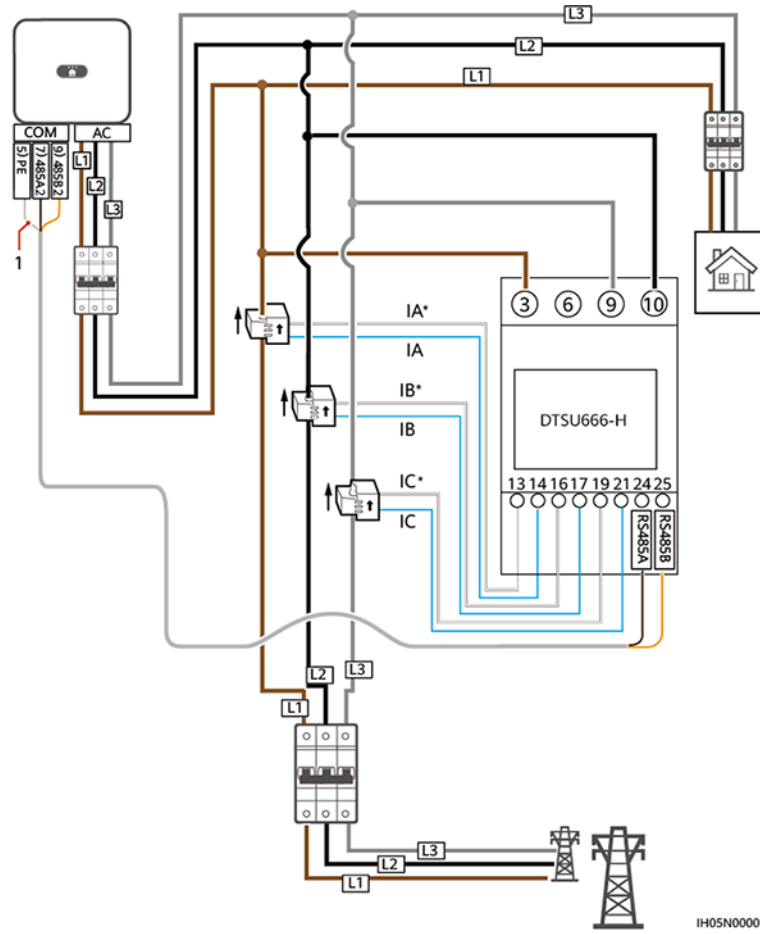 L3
L2
L1
COM
AC
5) PE
7) 485A2
9) 485B2
L1
L2
L3
1
3
6
9
10
IA*
IA
IB*
IB
IC*
IC
DTSU666-H
13 14 16 17 19 21 24 25
RS485A
RS485B
L3
L2
L1
L3
L2
L1
IH05N0000